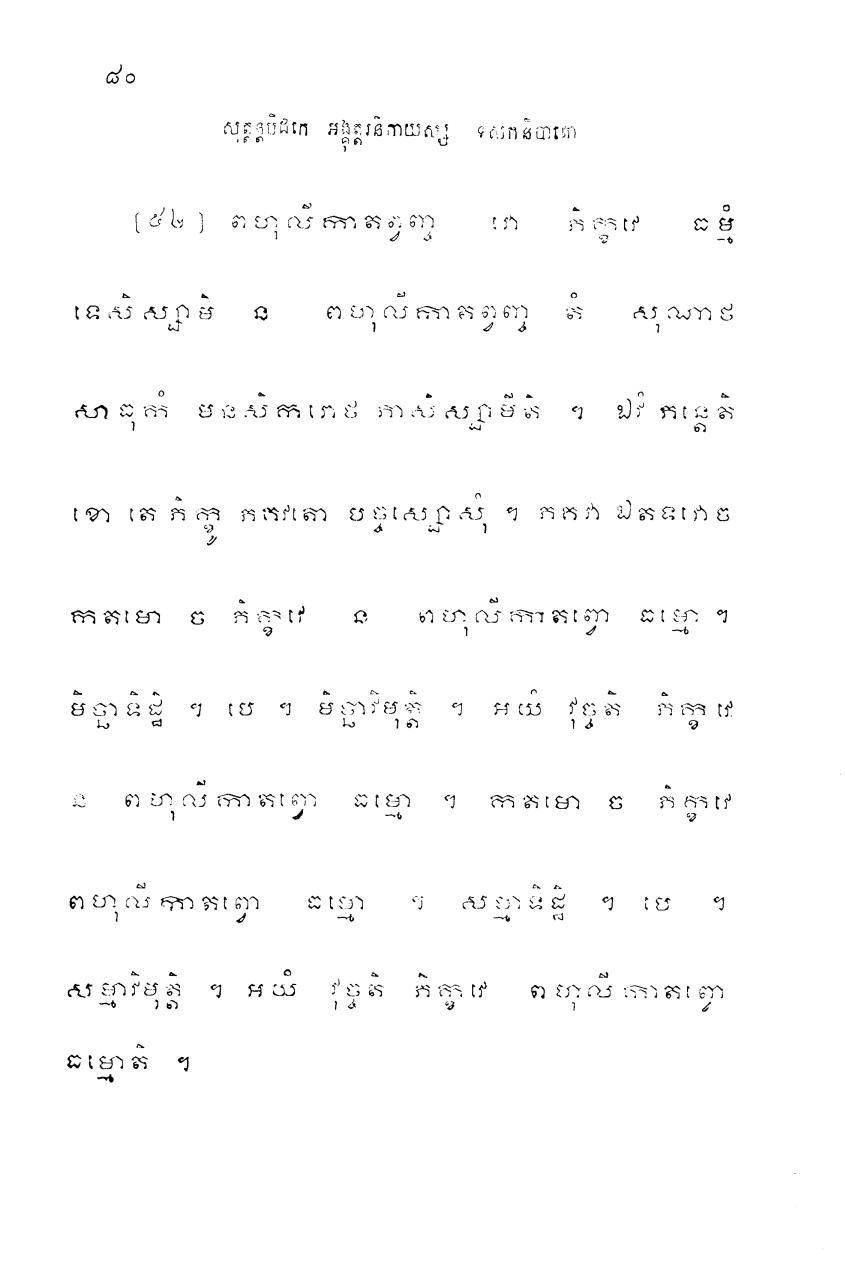 ៨០
សុត្តន្តបិដកេ អង្គុត្តរនិកាយស្ស ទសកនិបាតោ
[៥៤] ពហុលីកាតព្វញ្ច វោ ភិក្ខវេ ធម្មំ
ទេសិស្សាមិ ន ពហុលីកាតព្វញ្ច តំ សុណាថ
សាធុកំ មនសិករោថ ភាសិស្សាមីតិ ។ ឯវំ ភន្តេតិ
ខោ តេ ភិក្ខូ ភគវតោ បច្ចស្សោសុំ ។ ភគវា ឯតទវោច
កតមោ ច ភិក្ខវេ ន ពហុលីកាតព្វោ ធម្មោ ។
មិច្ឆាទិដ្ឋិ ។ បេ ។ មិច្ឆាវិមុត្តិ ។ អយំ វុច្ចតិ ភិក្ខវេ
ន ពហុលីកាតព្វោ ធម្មោ ។ កតមោ ច ភិក្ខវេ
ពហុលីកាតព្វោ ធម្មោ ។ សម្មាទិដ្ឋិ ។ បេ ។
សម្មាវិមុត្តិ ។ អយំ វុច្ចតិ ភិក្ខវេ ពហុលីកាតព្វោ
ធម្មោតិ ។